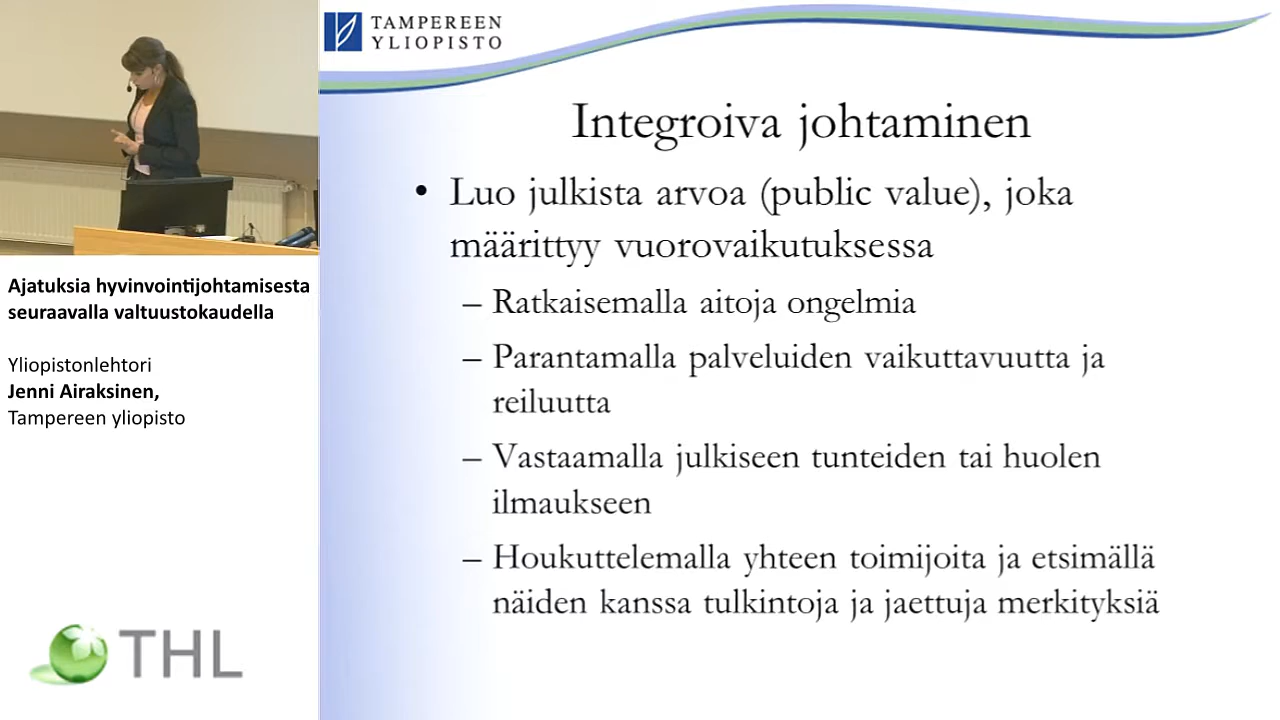 Ajatuksia hyvinvointijohtamisesta
seuraavalla valtuustokaudella
Yliopistonlehtori
Jenni Airaksinen,
Tampereen yliopisto
THL
TAMPEREEN
YLIOPISTO
Integroiva johtaminen
• Luo julkista arvoa (public value), joka
määrittyy vuorovaikutuksessa
– Ratkaisemalla aitoja ongelmia
– Parantamalla palveluiden vaikuttavuutta ja
reiluutta
– Vastaamalla julkiseen tunteiden tai huolen
ilmaukseen
– Houkuttelemalla yhteen toimijoita ja etsimällä
näiden kanssa tulkintoja ja jaettuja merkityksiä